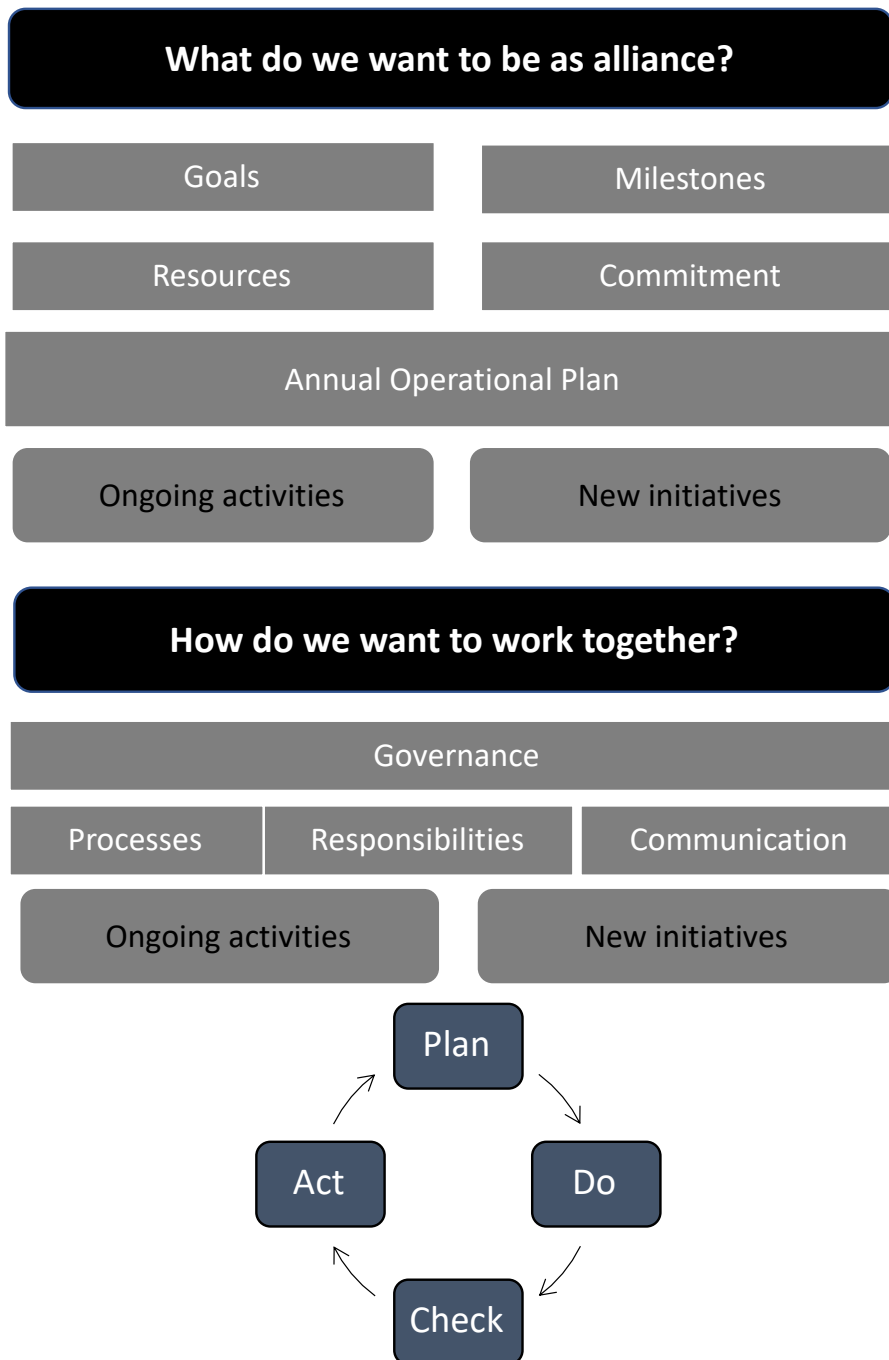 What do we want to be as alliance?
Goals
Milestones
Resources
Commitment
Annual Operational Plan
Ongoing activities
New initiatives
How do we want to work together?
Governance
Processes
Responsibilities
Communication
Ongoing activities
New initiatives
Plan
Act
Do
Check